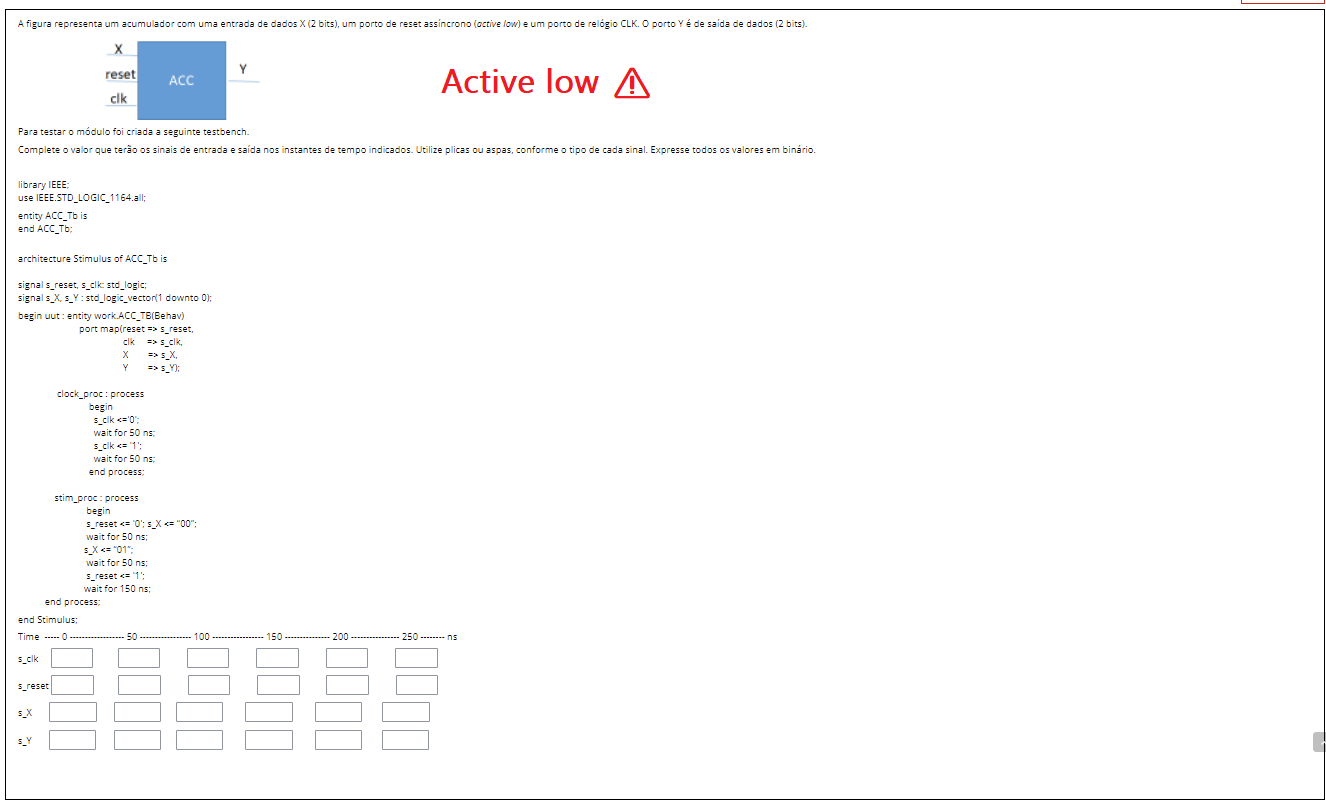 A figura representa um acumulador com uma entrada de dados X (2 bits), um porto de reset assíncrono (active low) e um porto de relógio CLK. O porto Y é de saída de dados (2 bits).
X
reset
clk
ACC
Y
Active low
Para testar o módulo foi criada a seguinte testbench.
Complete o valor que terão os sinais de entrada e saída nos instantes de tempo indicados. Utilize plicas ou aspas, conforme o tipo de cada sinal. Expresse todos os valores em binário.
library IEEE;
use IEEE.STD_LOGIC_1164.all;
entity ACC_Tb is
end ACC_Tb;
architecture Stimulus of ACC_Tb is
signal s_reset, s_clk: std_logic;
signal s_X, s_Y : std_logic_vector(1 downto 0);
begin uut : entity work.ACC_TB(Behav)
port map(reset => s_reset,
clk => s_clk,
X => s_X,
Y => s_Y);
clock_proc : process
begin
s_clk <='0';
wait for 50 ns;
s_clk <= '1';
wait for 50 ns;
end process;
stim_proc : process
begin
s_reset <= '0'; s_X <= "00";
wait for 50 ns;
s_X <= "01";
wait for 50 ns;
s_reset <= '1';
wait for 150 ns;
end process;
end Stimulus;
Time ----- 0 ------------------ 50 ----------------- 100 ----------------- 150 --------------- 200 ---------------- 250 -------- ns
s_clk
s_reset
s_X
s_Y